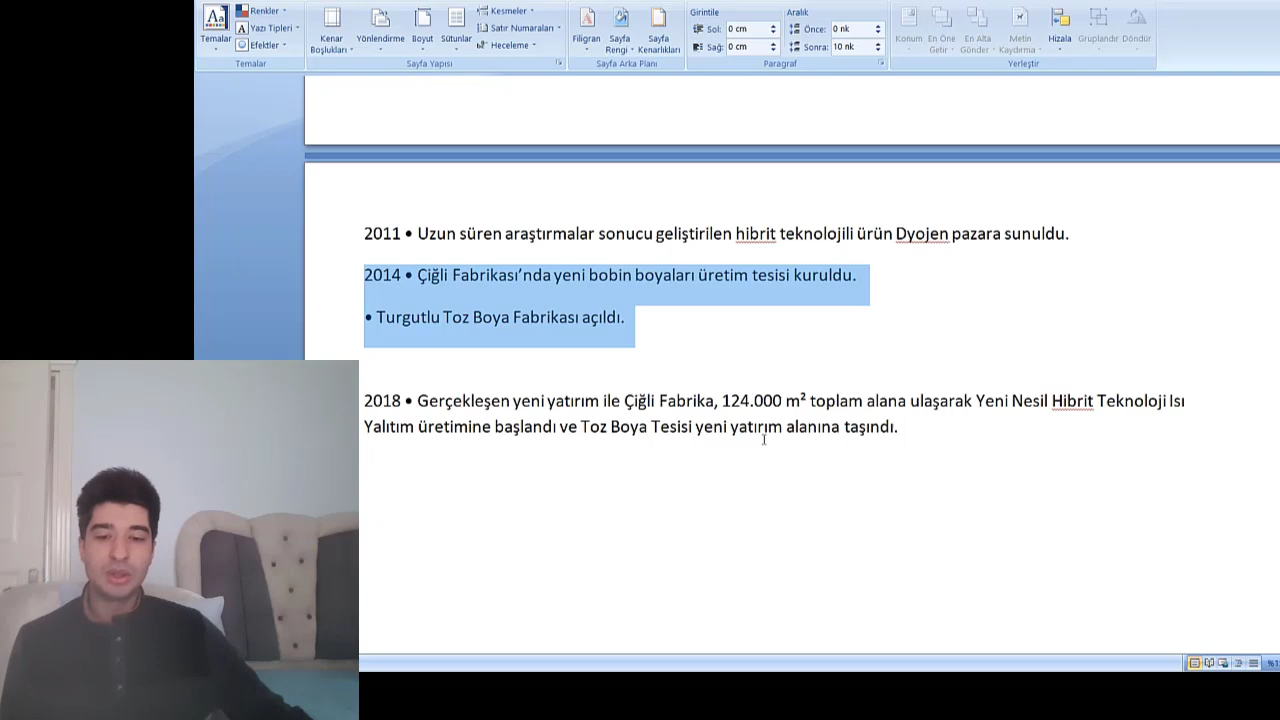 Renkler
Yazı Tipleri
Efektler
Temalar
Temalar
Kenar Boşlukları
Yönlendirme
Boyut
Sütunlar
Kesmeler
Satır Numaraları
Heceleme
Sayfa Yapısı
Filigran
Sayfa Rengi
Sayfa Kenarlıkları
Sayfa Arka Planı
Girintile
Sol: 0 cm
Sağ: 0 cm
Aralık
Önce: 0 nk
Sonra: 10 nk
Paragraf
Konum
En Öne Getir
En Alta Gönder
Metin Kaydırma
Hizala
Gruplandır
Döndür
Yerleştir
2011 • Uzun süren araştırmalar sonucu geliştirilen hibrit teknolojili ürün Dyojen pazara sunuldu.
2014 • Çiğli Fabrikası’nda yeni bobin boyaları üretim tesisi kuruldu.
• Turgutlu Toz Boya Fabrikası açıldı.
2018 • Gerçekleşen yeni yatırım ile Çiğli Fabrika, 124.000 m² toplam alana ulaşarak Yeni Nesil Hibrit Teknoloji Isı
Yalıtım üretimine başlandı ve Toz Boya Tesisi yeni yatırım alanına taşındı.